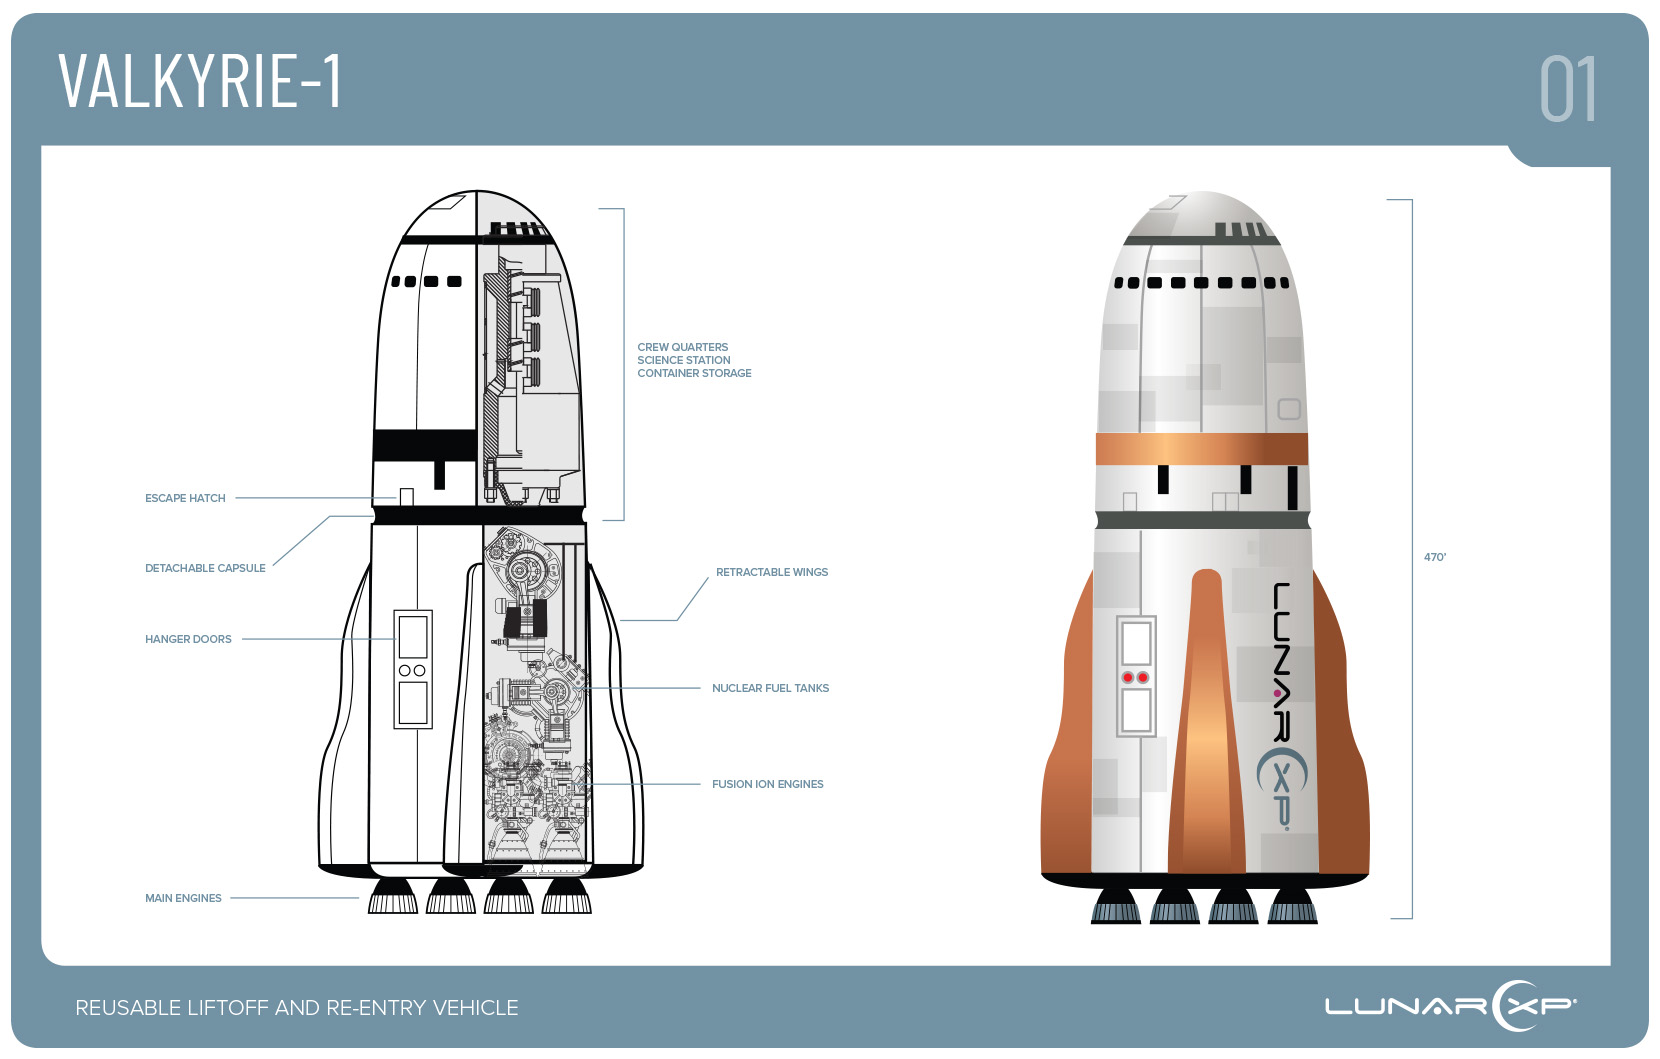 VALKYRIE-1
01
CREW QUARTERS
SCIENCE STATION
CONTAINER STORAGE
ESCAPE HATCH
DETACHABLE CAPSULE
HANGER DOORS
MAIN ENGINES
RETRACTABLE WINGS
NUCLEAR FUEL TANKS
FUSION ION ENGINES
LUNAR XP
470'
REUSABLE LIFTOFF AND RE-ENTRY VEHICLE
LUNAR XP